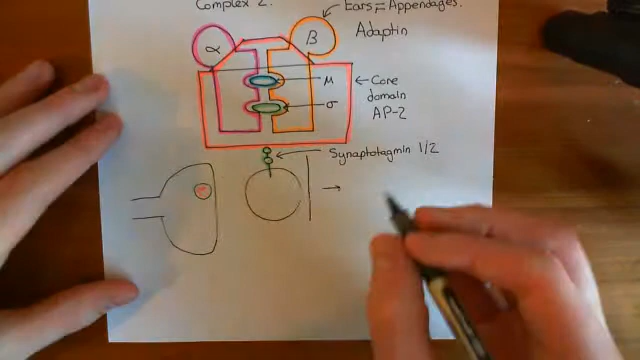 Complex 2.
Ears = Appendages.
α
β
Adaptin
μ
σ
Core
domain
AP-2
Synaptotagmin 1/2